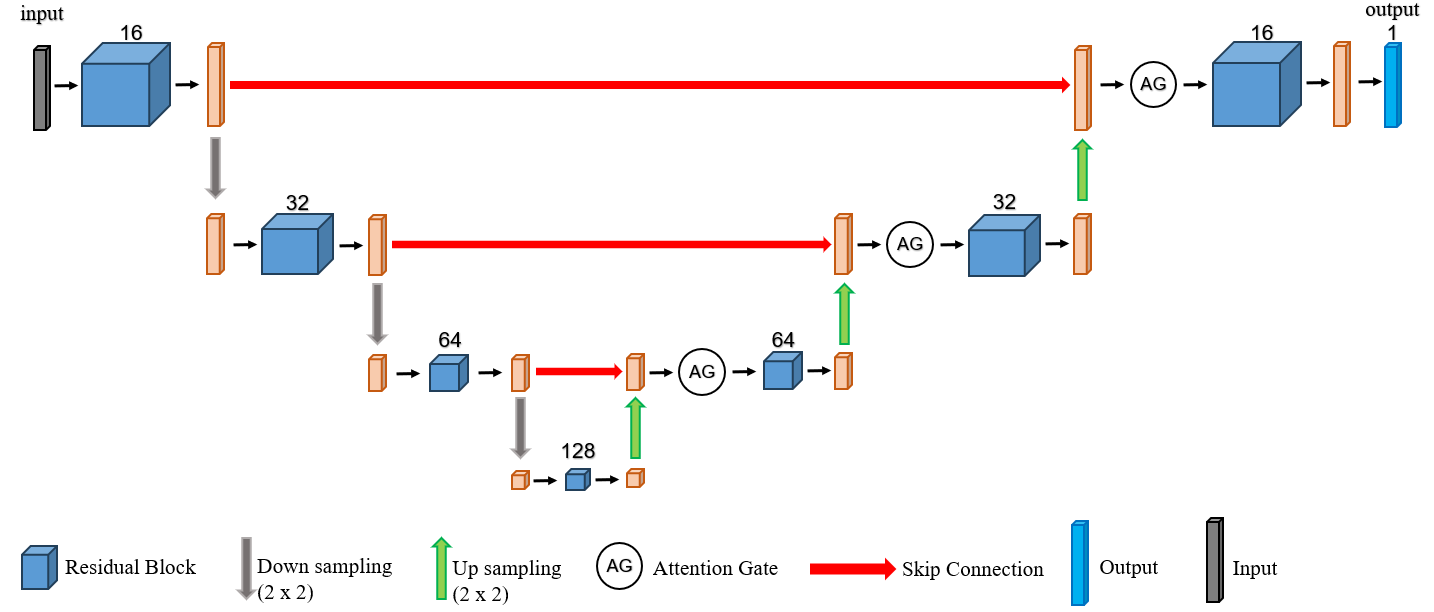 input
output
16
16
1
AG
32
32
AG
64
64
AG
128
Residual Block
Down sampling
(2 x 2)
Up sampling
(2 x 2)
AG
Attention Gate
Skip Connection
Output
Input